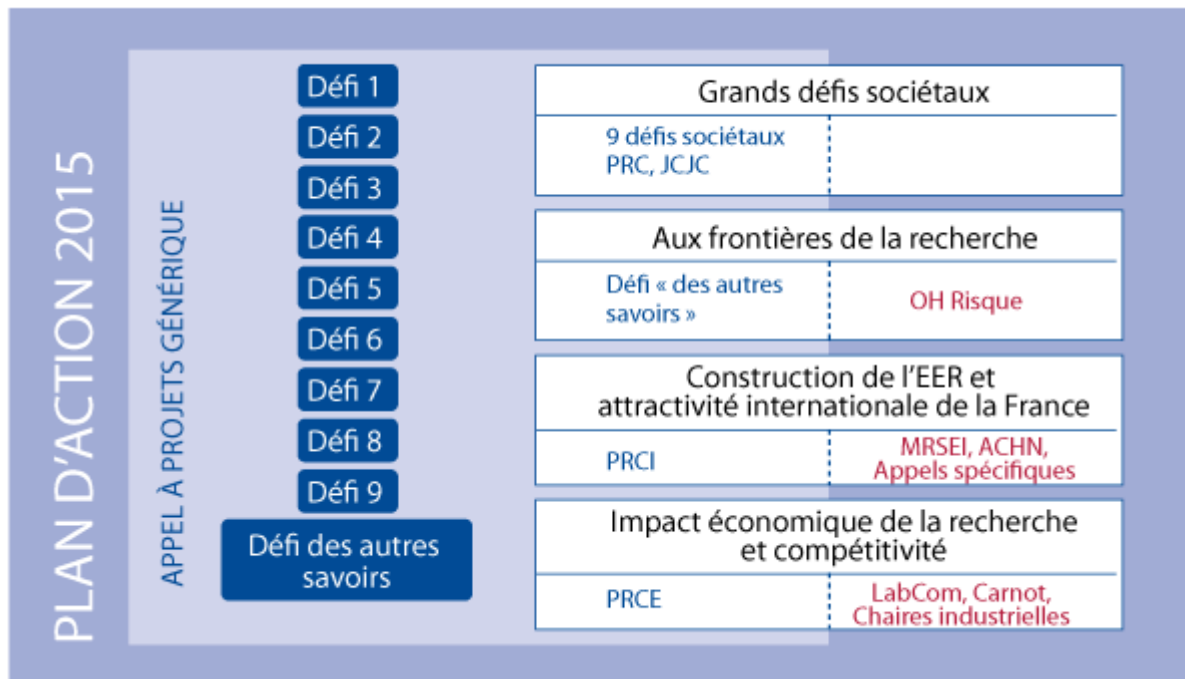 PLAN D'ACTION 2015
APPEL À PROJETS GÉNÉRIQUE
Défi 1
Défi 2
Défi 3
Défi 4
Défi 5
Défi 6
Défi 7
Défi 8
Défi 9
Défi des autres
savoirs
Grands défis sociétaux
9 défis sociétaux
PRC, JCJC
Aux frontières de la recherche
Défi « des autres
savoirs »
OH Risque
Construction de l'EER et
attractivité internationale de la France
PRCI
MRSEI, ACHN,
Appels spécifiques
Impact économique de la recherche
et compétitivité
PRCE
LabCom, Carnot,
Chaires industrielles